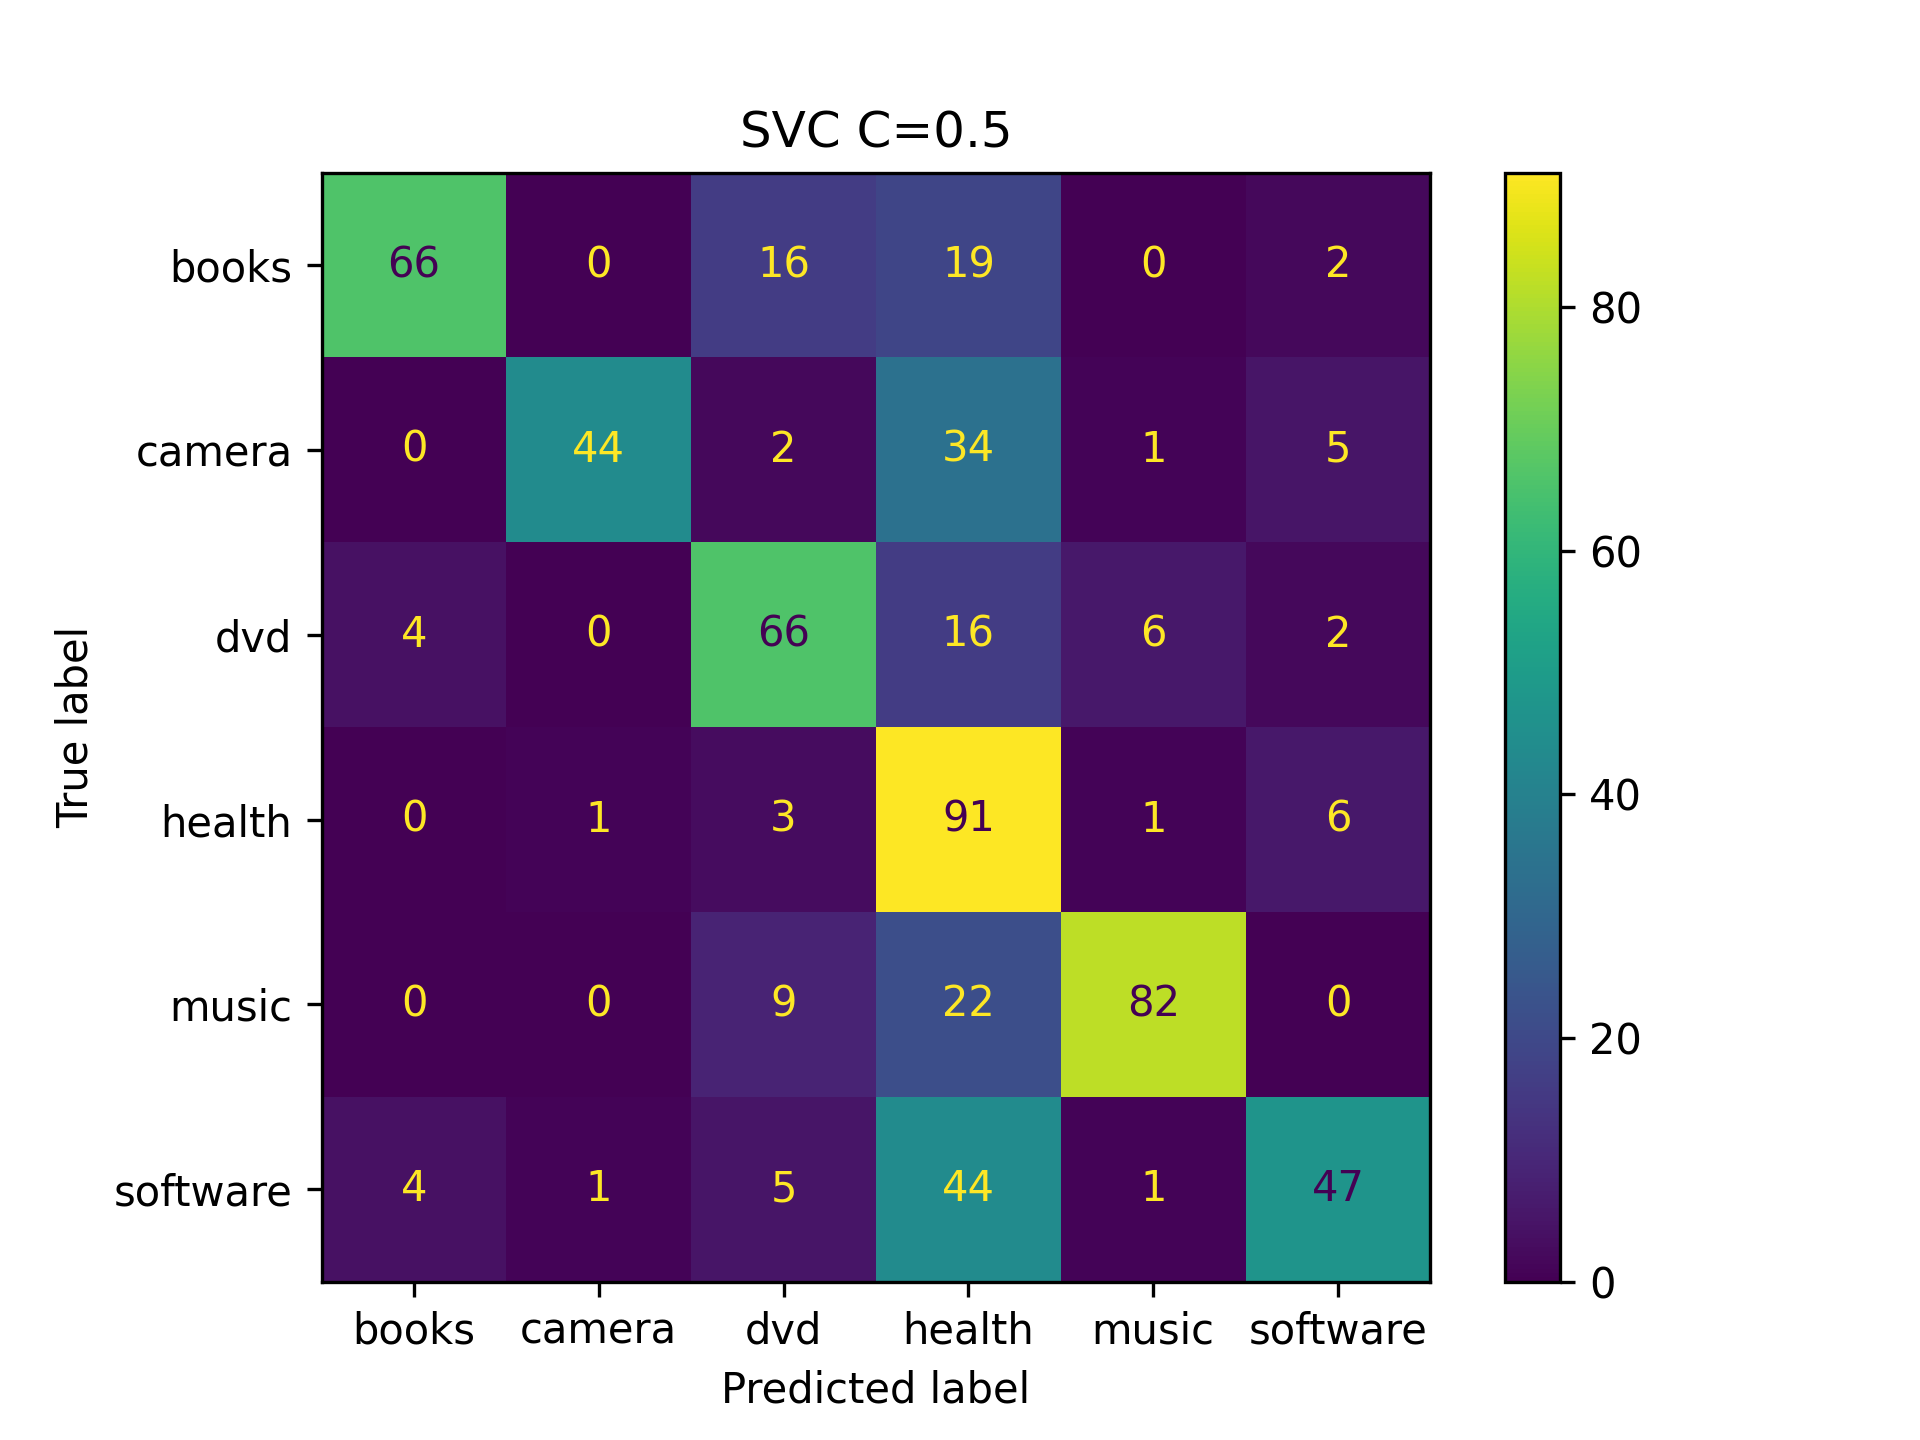 SVC C=0.5
True label
books 66 0 16 19 0 2
camera 0 44 2 34 1 5
dvd 4 0 66 16 6 2
health 0 1 3 91 1 6
music 0 0 9 22 82 0
software 4 1 5 44 1 47
books camera dvd health music software
Predicted label
80
60
40
20
0